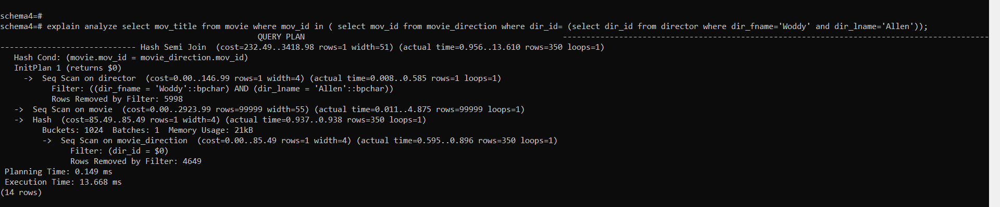 schema4=#
schema4=# explain analyze select mov_title from movie where mov_id in ( select mov_id from movie_direction where dir_id= (select dir_id from director where dir_fname='Woddy' and dir_lname='Allen'));
QUERY PLAN -------------------------------------------------------------------------------------------
----------------------------- Hash Semi Join  (cost=232.49..3418.98 rows=1 width=51) (actual time=0.956..13.610 rows=350 loops=1)
   Hash Cond: (movie.mov_id = movie_direction.mov_id)
   InitPlan 1 (returns $0)
     ->  Seq Scan on director  (cost=0.00..146.99 rows=1 width=4) (actual time=0.008..0.585 rows=1 loops=1)
           Filter: ((dir_fname = 'Woddy'::bpchar) AND (dir_lname = 'Allen'::bpchar))
           Rows Removed by Filter: 5998
   ->  Seq Scan on movie  (cost=0.00..2923.99 rows=99999 width=55) (actual time=0.011..4.875 rows=99999 loops=1)
   ->  Hash  (cost=85.49..85.49 rows=1 width=4) (actual time=0.937..0.938 rows=350 loops=1)
         Buckets: 1024  Batches: 1  Memory Usage: 21kB
         ->  Seq Scan on movie_direction  (cost=0.00..85.49 rows=1 width=4) (actual time=0.595..0.896 rows=350 loops=1)
               Filter: (dir_id = $0)
               Rows Removed by Filter: 4649
 Planning Time: 0.149 ms
 Execution Time: 13.668 ms
(14 rows)